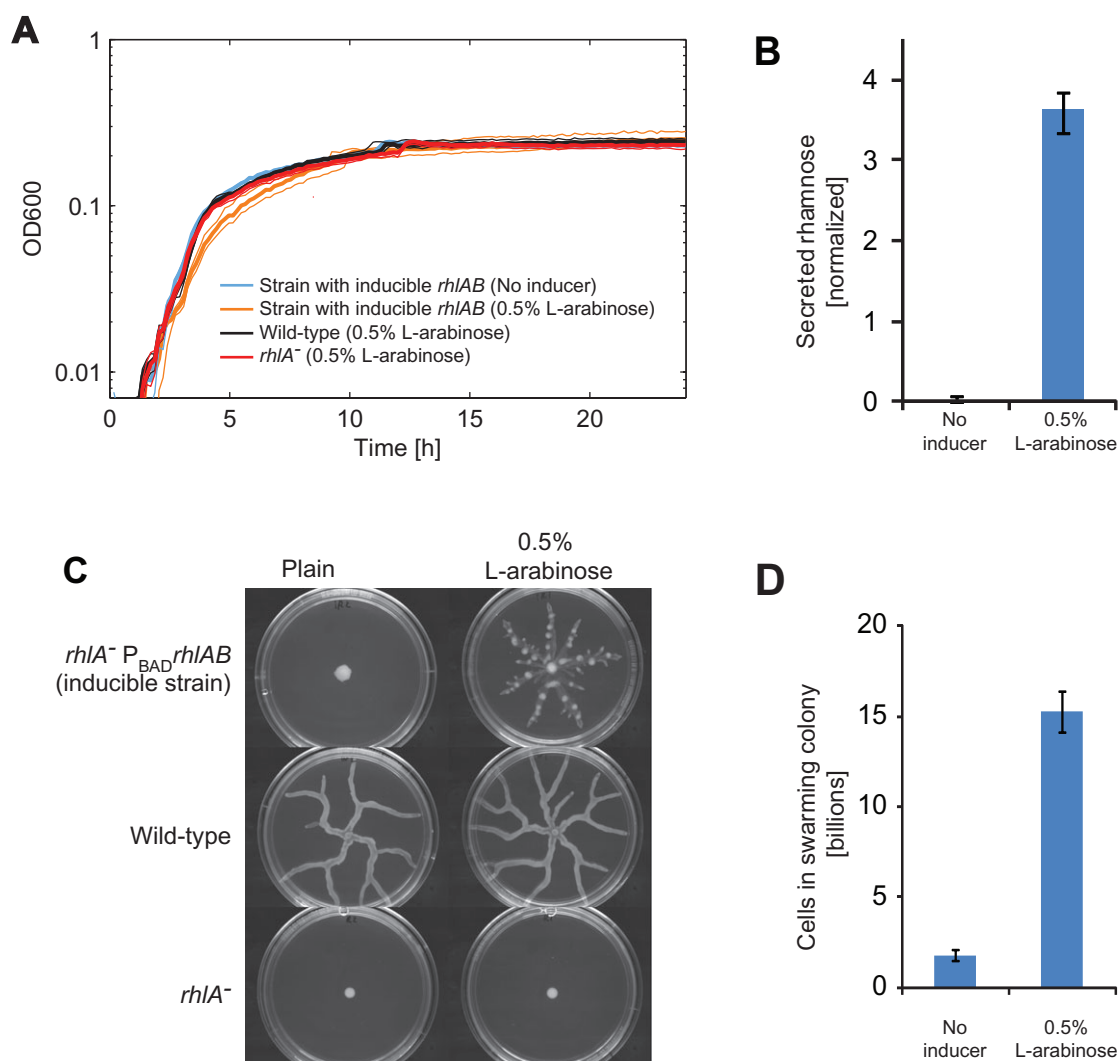 A
1
0.1
0.01
OD600
Strain with inducible rhlAB (No inducer)
Strain with inducible rhlAB (0.5% L-arabinose)
Wild-type (0.5% L-arabinose)
rhlA- (0.5% L-arabinose)
0 5 10 15 20
Time [h]
B
4
3
2
1
0
Secreted rhamnose
[normalized]
No
inducer
0.5%
L-arabinose
C
Plain
0.5%
L-arabinose
rhlA- PBADrhlAB
(inducible strain)
Wild-type
rhlA-
D
20
15
10
5
0
Cells in swarming colony
[billions]
No
inducer
0.5%
L-arabinose